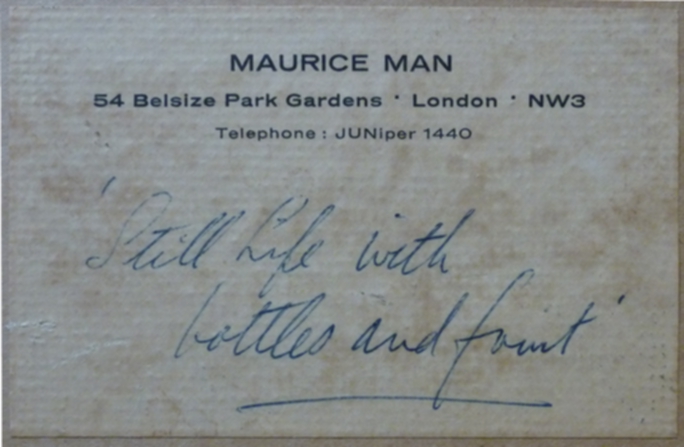 MAURICE MAN
54 Belsize Park Gardens · London · NW3
Telephone : JUNiper 1440
'Still Life with
bottles and fruit'